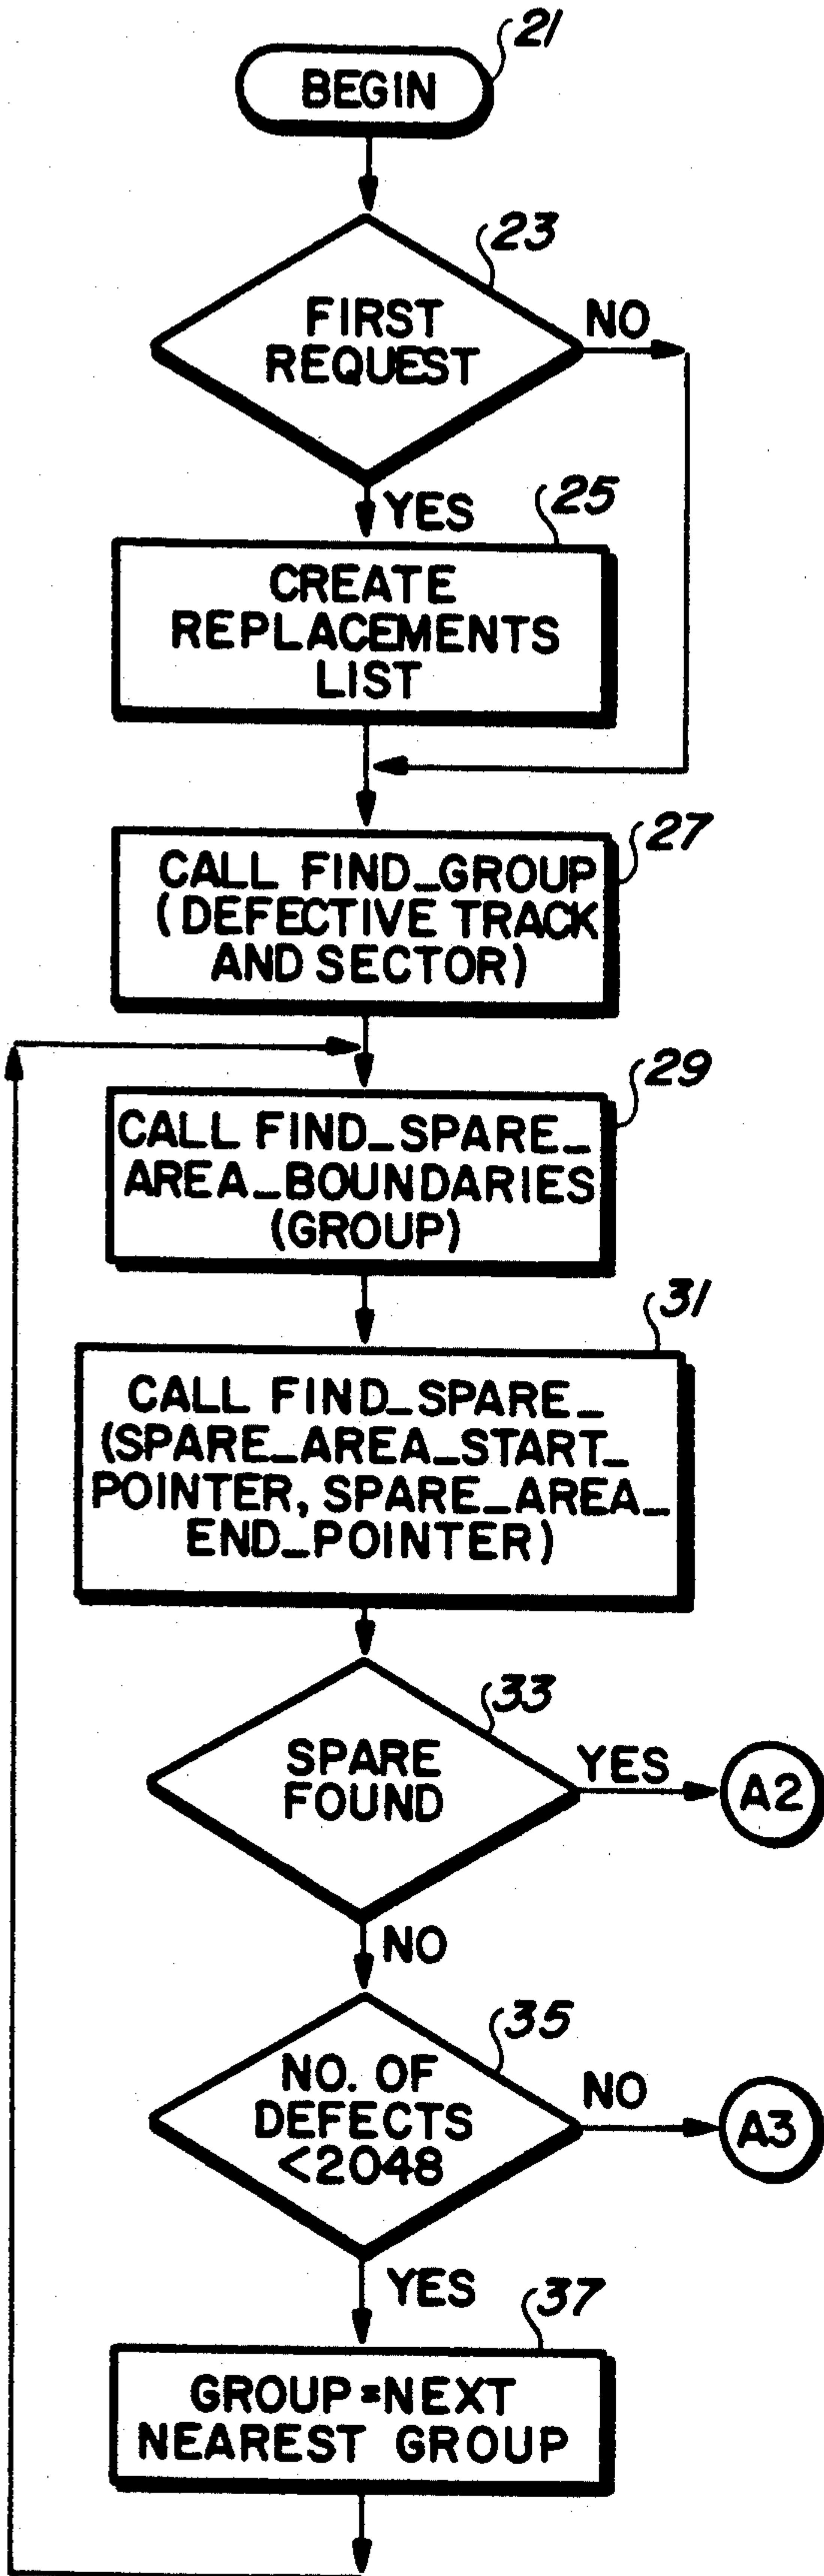 21
BEGIN
23
FIRST
REQUEST
NO
YES
25
CREATE
REPLACEMENTS
LIST
27
CALL FIND_GROUP
(DEFECTIVE TRACK
AND SECTOR)
29
CALL FIND_SPARE_
AREA_BOUNDARIES
(GROUP)
31
CALL FIND_SPARE_
(SPARE_AREA_START_
POINTER, SPARE_AREA_
END_POINTER)
33
SPARE
FOUND
YES
A2
NO
35
NO. OF
DEFECTS
<2048
NO
A3
YES
37
GROUP=NEXT
NEAREST GROUP